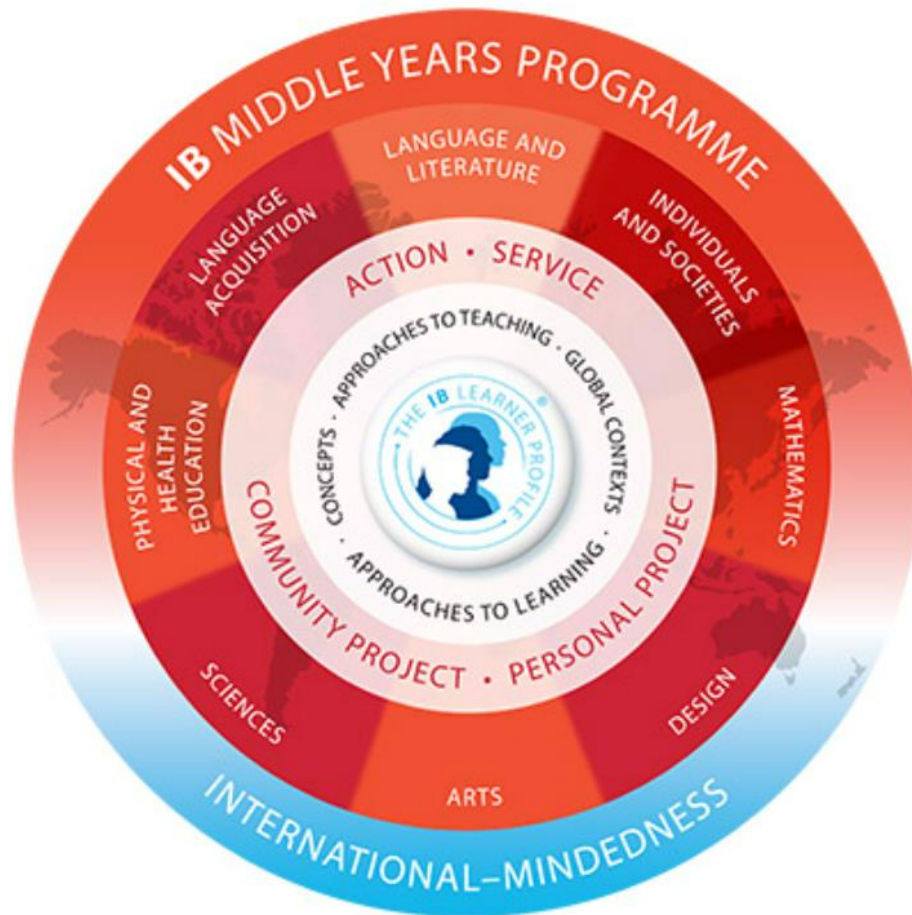 IB MIDDLE YEARS PROGRAMME
LANGUAGE AND
LITERATURE
INDIVIDUALS
AND SOCIETIES
MATHEMATICS
DESIGN
ARTS
SCIENCES
PHYSICAL AND
HEALTH
EDUCATION
LANGUAGE
ACQUISITION
ACTION • SERVICE
PERSONAL PROJECT
COMMUNITY PROJECT •
APPROACHES TO TEACHING · GLOBAL CONTEXTS ·
APPROACHES TO LEARNING · CONCEPTS ·
• THE IB LEARNER PROFILE • ®
INTERNATIONAL–MINDEDNESS